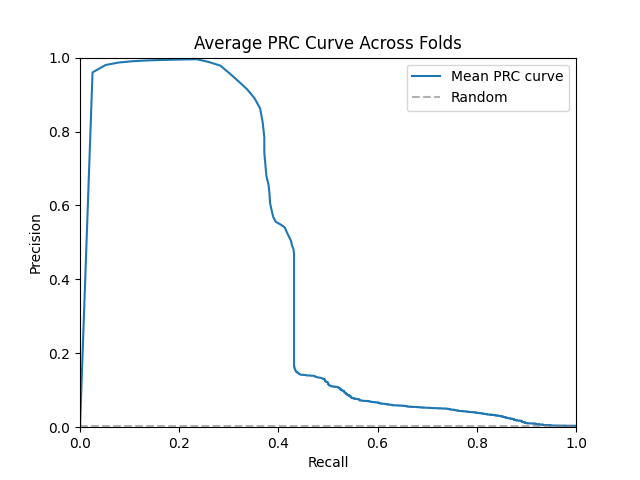 Average PRC Curve Across Folds
1.0
0.8
0.6
0.4
0.2
0.0
Precision
Mean PRC curve
Random
0.0 0.2 0.4 0.6 0.8 1.0
Recall